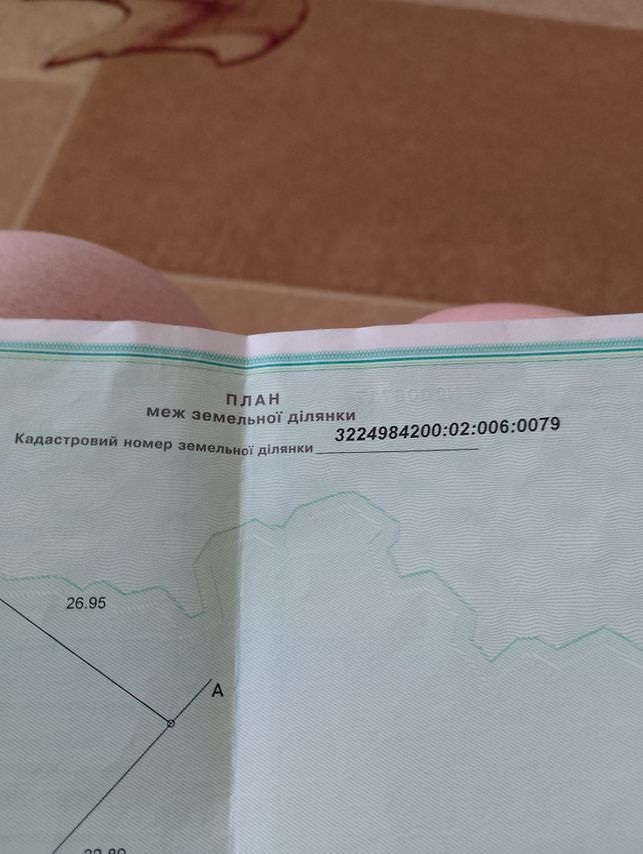 ПЛАН
меж земельної ділянки
Кадастровий номер земельної ділянки 3224984200:02:006:0079
26.95
А